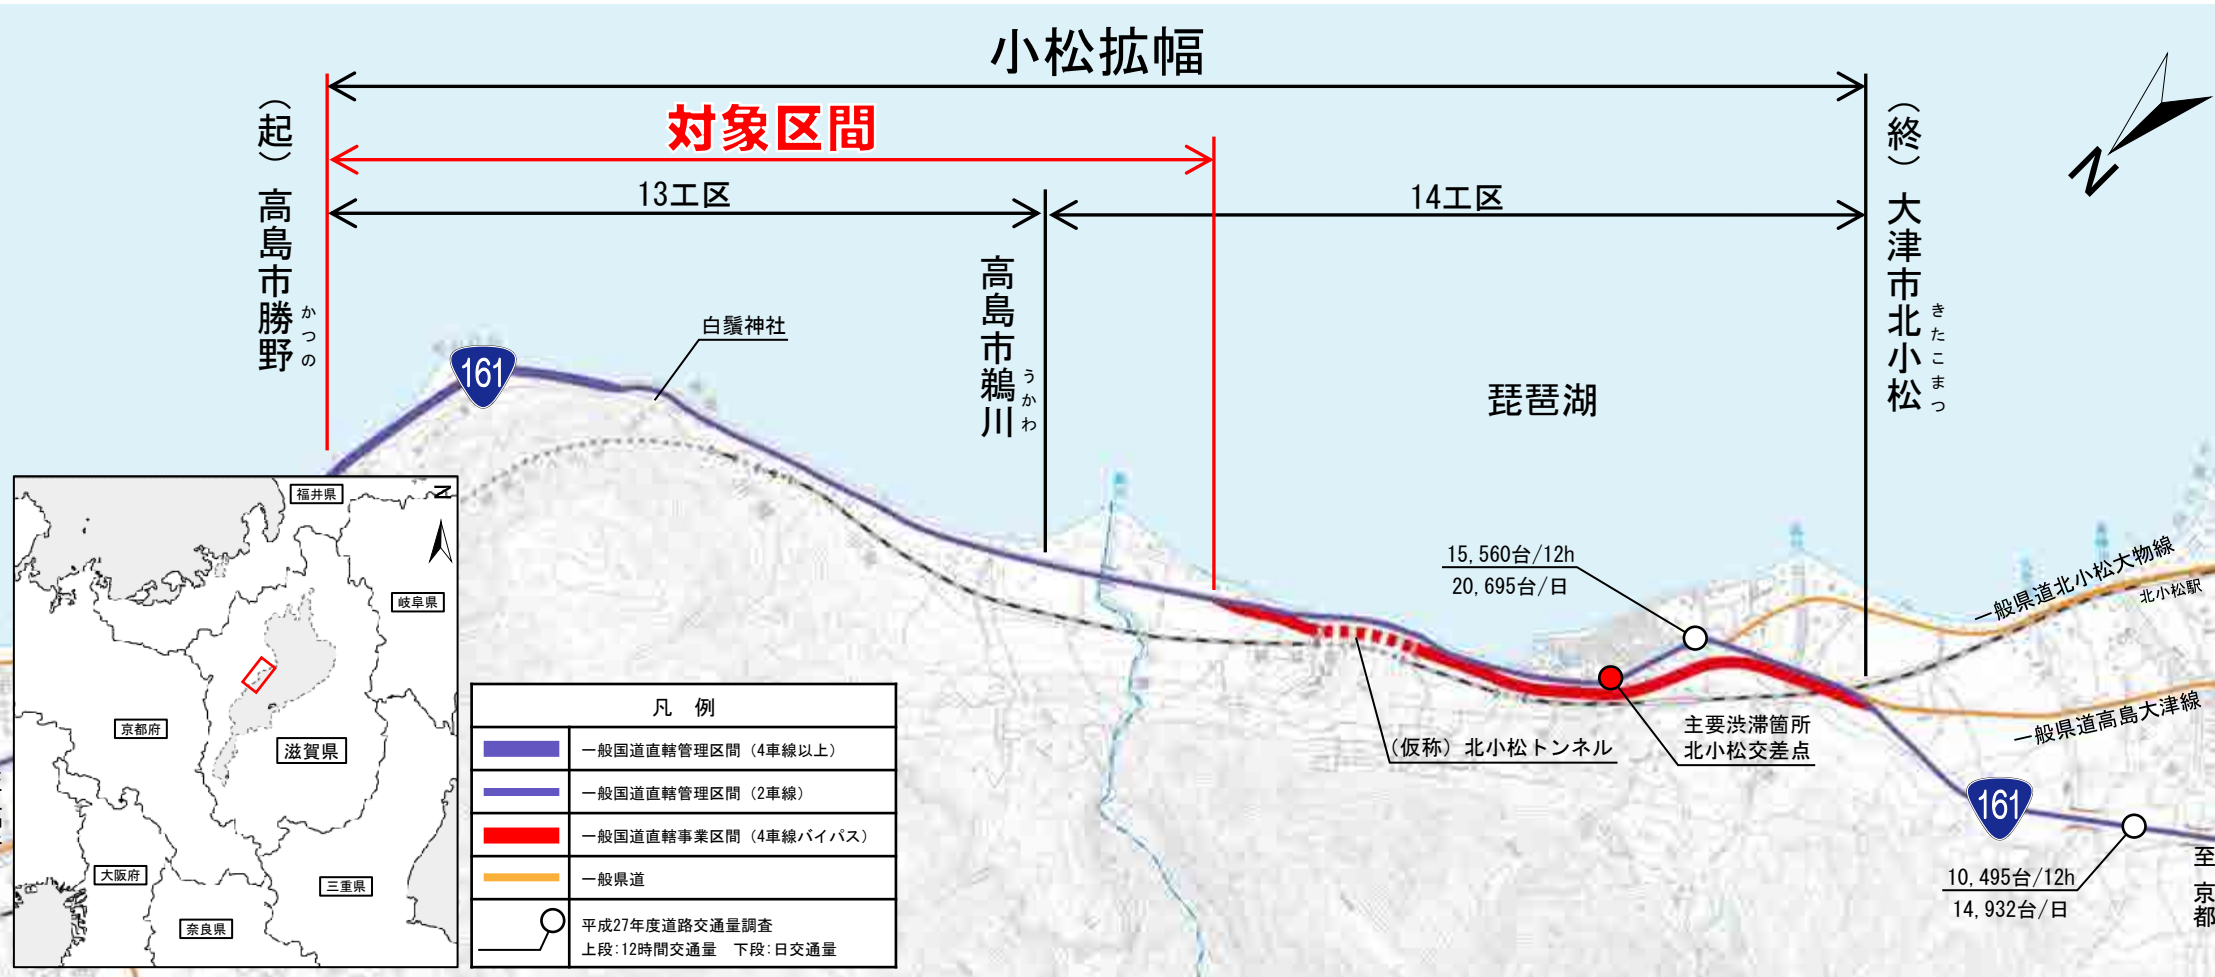 小松拡幅
対象区間
13工区
14工区
（起）高島市勝野
かつの
高島市鵜川
うかわ
（終）大津市北小松
きたこまつ
N
161
白鬚神社
琵琶湖
15,560台/12h
20,695台/日
一般県道北小松大物線
北小松駅
一般県道高島大津線
（仮称）北小松トンネル
主要渋滞箇所
北小松交差点
161
10,495台/12h
14,932台/日
至 京都
福井県
N
岐阜県
京都府
滋賀県
大阪府
三重県
奈良県
凡 例
一般国道直轄管理区間（4車線以上）
一般国道直轄管理区間（2車線）
一般国道直轄事業区間（4車線バイパス）
一般県道
平成27年度道路交通量調査
上段:12時間交通量 下段:日交通量